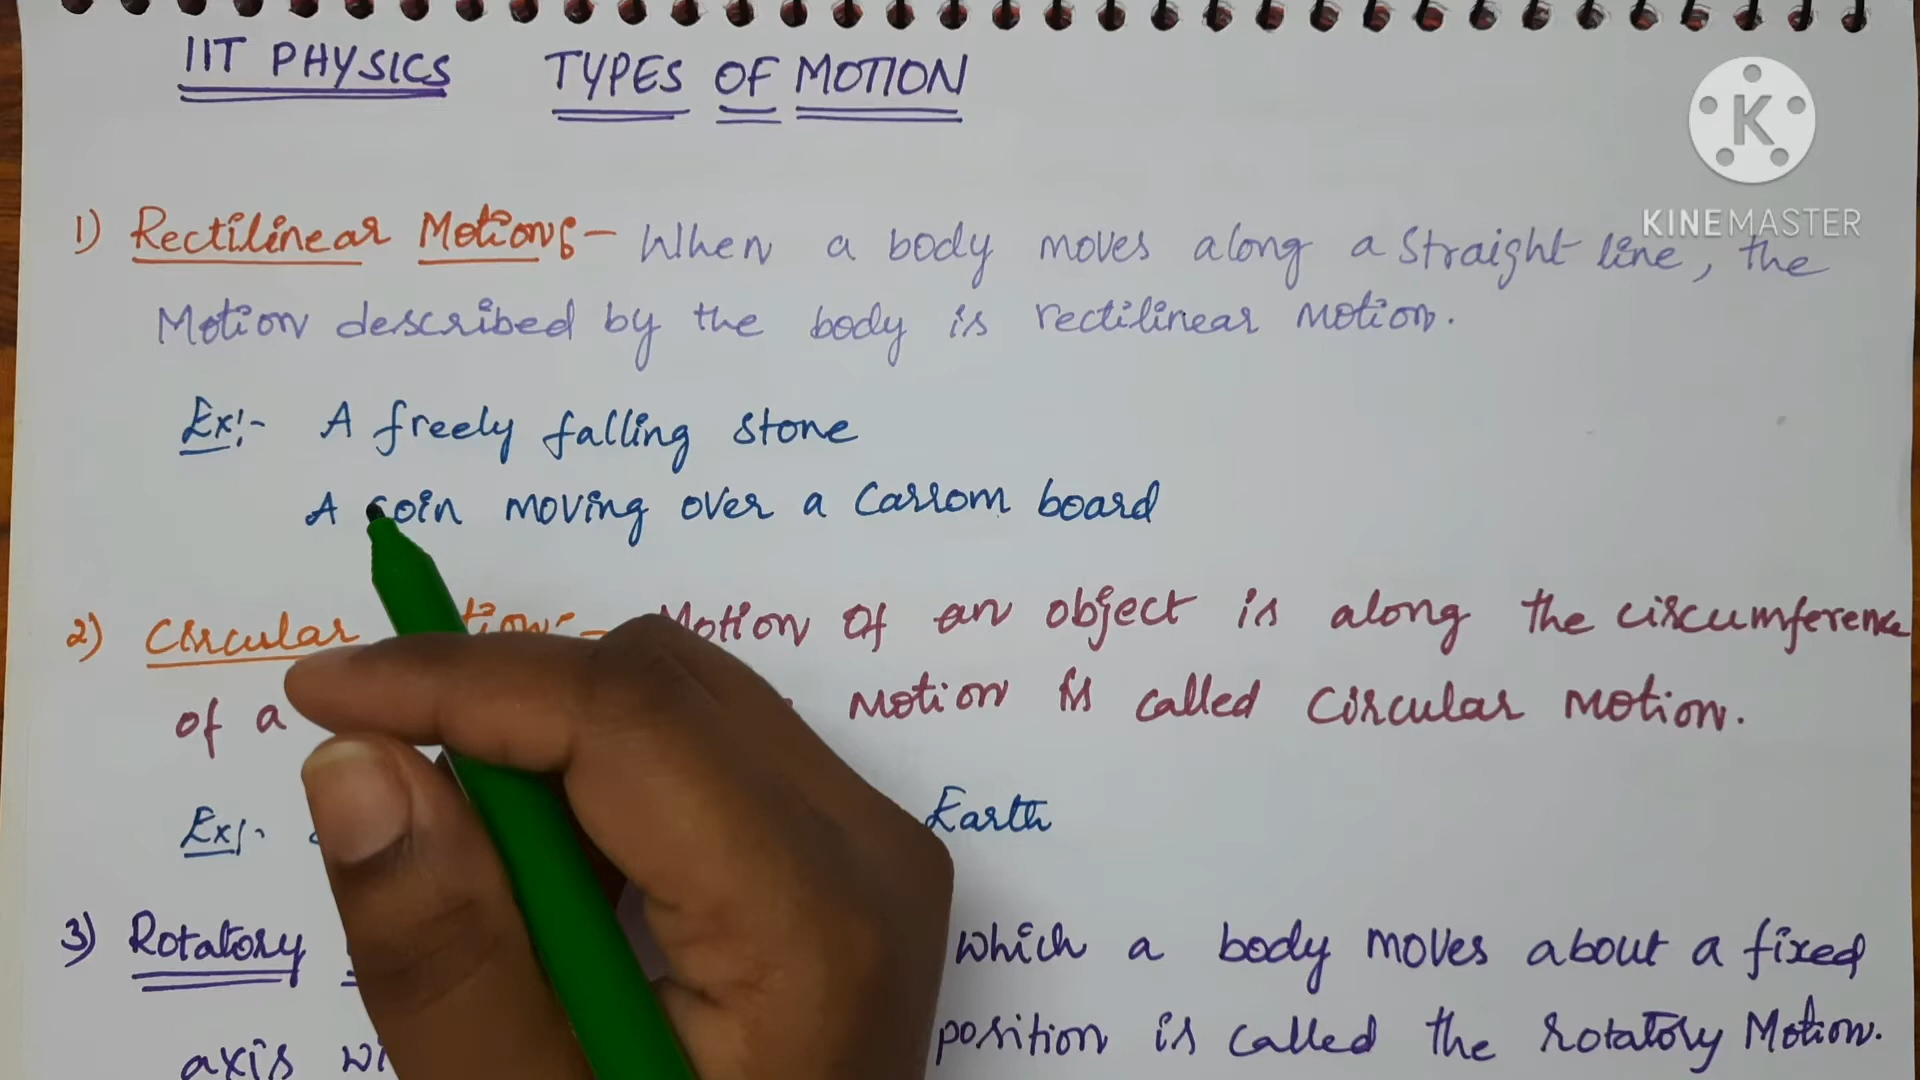 IIT PHYSICS TYPES OF MOTION
K
KINEMASTER
1) Rectilinear Motion:- When a body moves along a straight line, the
Motion described by the body is rectilinear motion.
Ex:- A freely falling stone
A coin moving over a Carrom board
2) Circular Motion of an object is along the circumference
of a Motion is called Circular Motion.
Ex:- Earth
3) Rotatory which a body moves about a fixed
axis position is called the rotatory Motion.